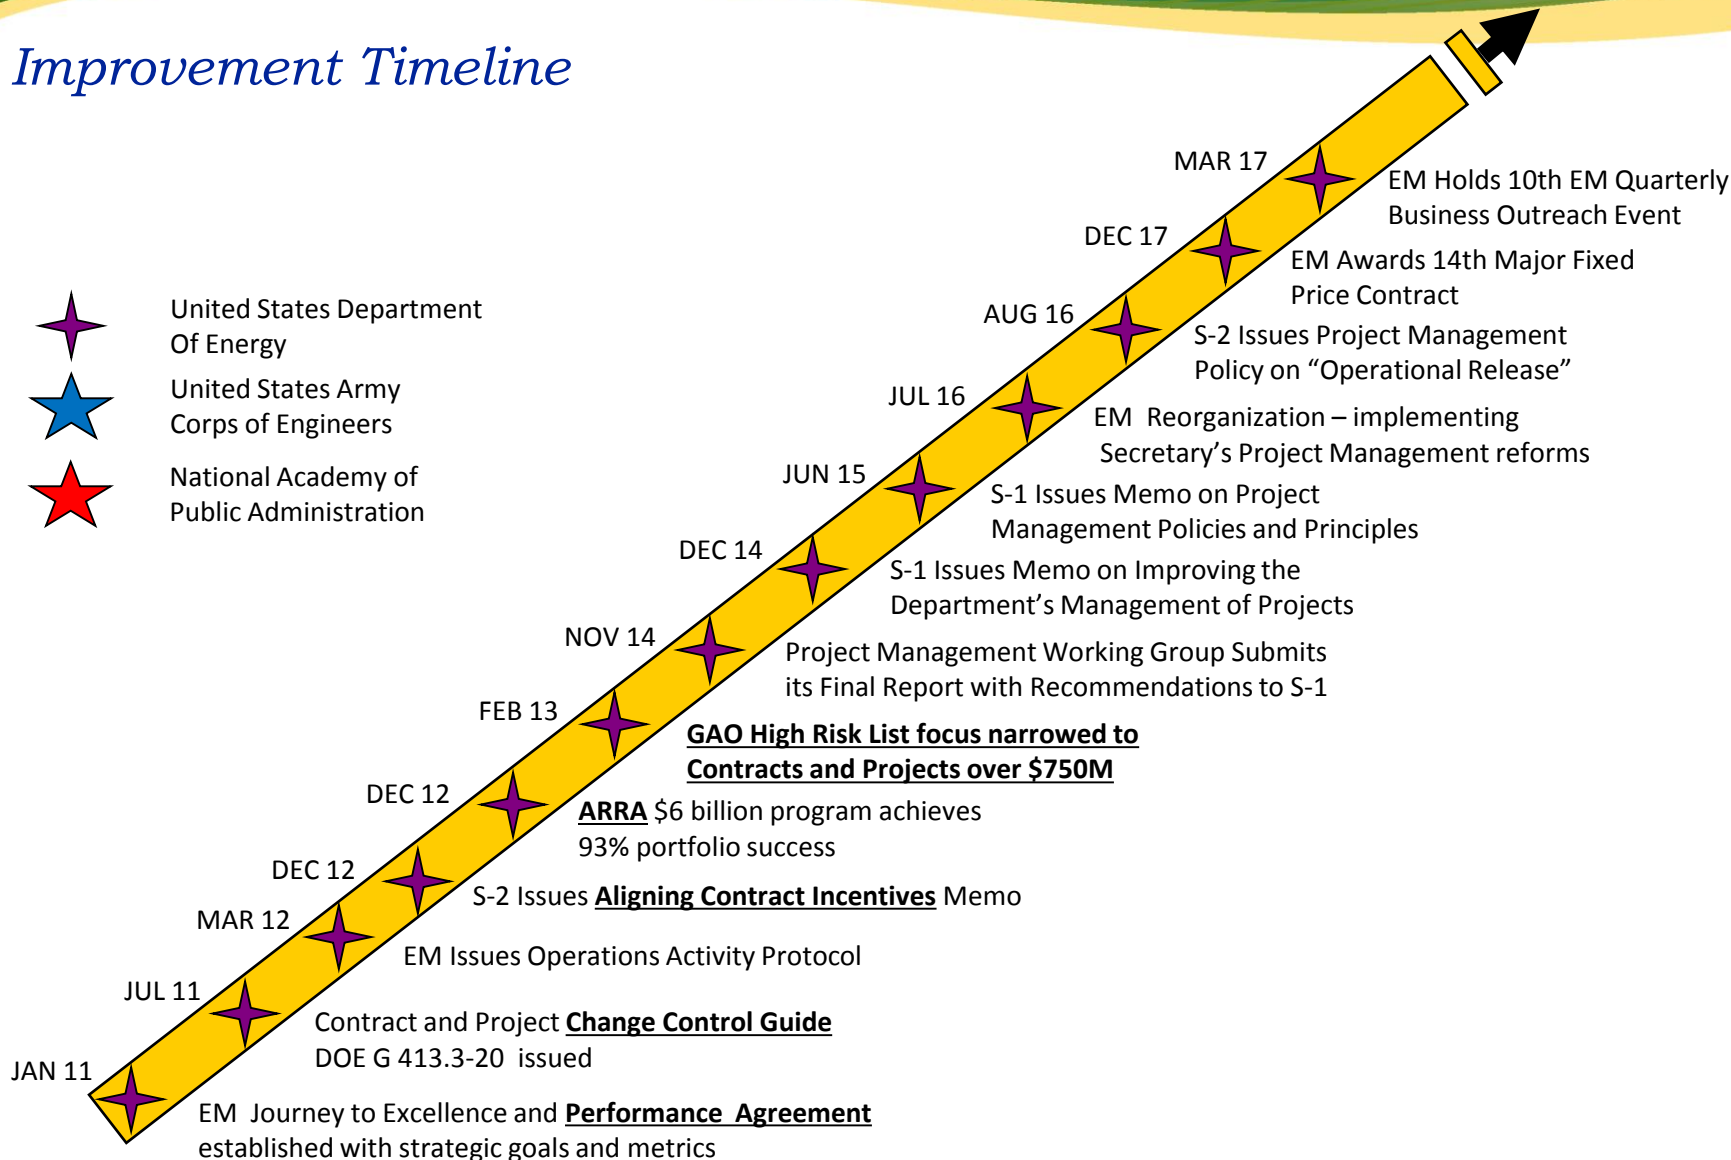 Improvement Timeline
MAR 17
EM Holds 10th EM Quarterly
Business Outreach Event
DEC 17
EM Awards 14th Major Fixed
Price Contract
AUG 16
S-2 Issues Project Management
Policy on “Operational Release”
JUL 16
EM Reorganization – implementing
Secretary’s Project Management reforms
JUN 15
S-1 Issues Memo on Project
Management Policies and Principles
DEC 14
S-1 Issues Memo on Improving the
Department’s Management of Projects
NOV 14
Project Management Working Group Submits
its Final Report with Recommendations to S-1
FEB 13
GAO High Risk List focus narrowed to
Contracts and Projects over $750M
DEC 12
ARRA $6 billion program achieves
93% portfolio success
DEC 12
S-2 Issues Aligning Contract Incentives Memo
MAR 12
EM Issues Operations Activity Protocol
JUL 11
Contract and Project Change Control Guide
DOE G 413.3-20 issued
JAN 11
EM Journey to Excellence and Performance Agreement
established with strategic goals and metrics
United States Department
Of Energy
United States Army
Corps of Engineers
National Academy of
Public Administration